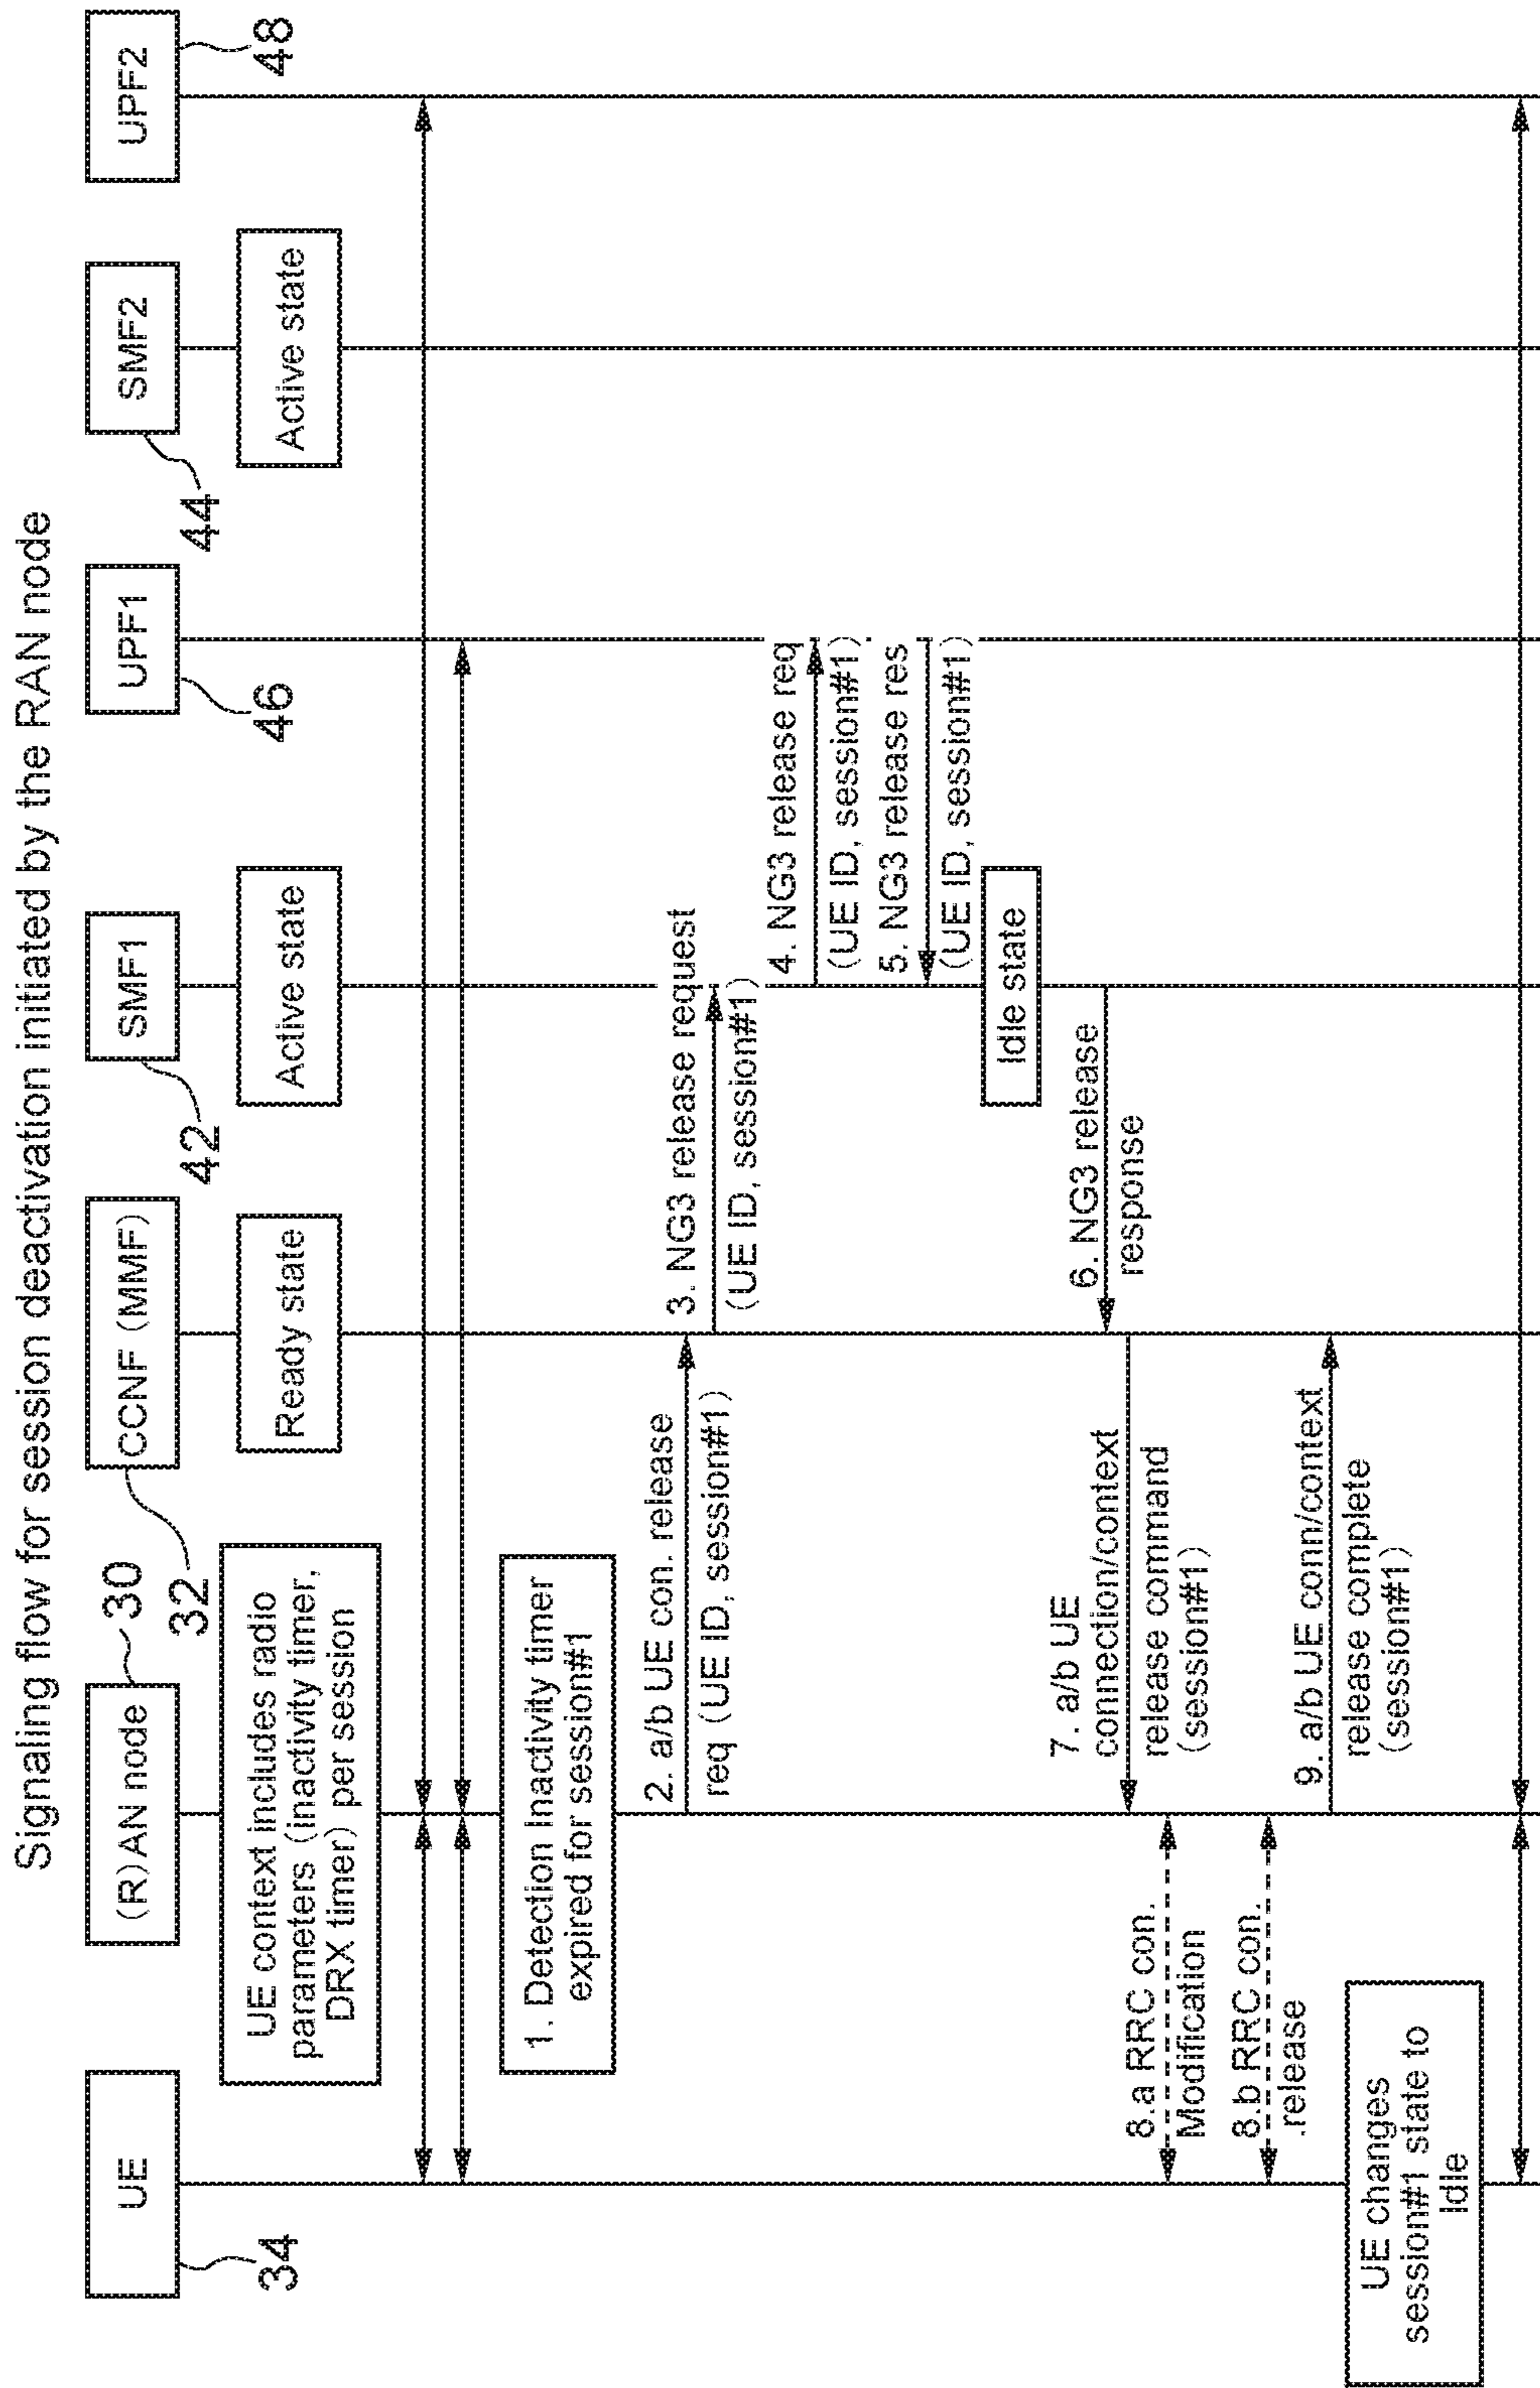 Signaling flow for session deactivation initiated by the RAN node
UE
(R)AN node
CCNF (MMF)
SMF1
UPF1
SMF2
UPF2
34
30
32
42
46
44
48
UE context includes radio
parameters (inactivity timer,
DRX timer) per session
Ready state
Active state
Active state
1. Detection inactivity timer
expired for session#1
2. a/b UE con. release
req (UE ID, session#1)
3. NG3 release request
(UE ID, session#1)
4. NG3 release req
(UE ID, session#1)
5. NG3 release res
(UE ID, session#1)
Idle state
6. NG3 release
response
7. a/b UE
connection/context
release command
(session#1)
8.a RRC con.
Modification
8.b RRC con.
.release
9. a/b UE conn/context
release complete
(session#1)
UE changes
session#1 state to
Idle